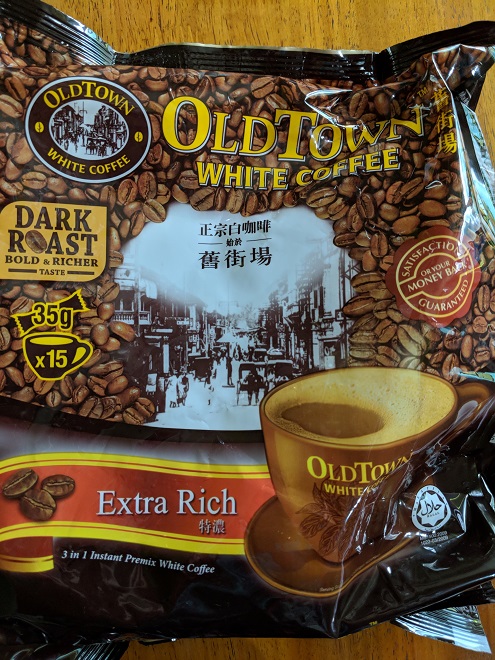 OLDTOWN
WHITE COFFEE
OLDTOWN
WHITE COFFEE
舊街場
DARK
ROAST
BOLD & RICHER
TASTE
正宗白咖啡
始於
舊街場
SATISFACTION
OR YOUR
MONEY BACK
GUARANTEED
35g
x15
OLDTOWN
WHITE
Extra Rich
特濃
3 in 1 Instant Premix White Coffee
حلال
TM